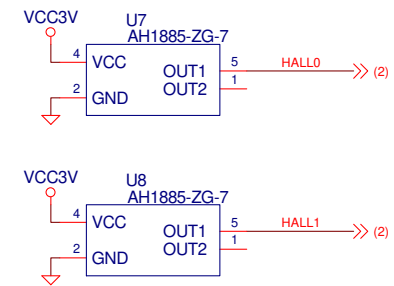 VCC3V
U7
AH1885-ZG-7
4 VCC
OUT1 5 HALL0 (2)
OUT2 1
2 GND
VCC3V
U8
AH1885-ZG-7
4 VCC
OUT1 5 HALL1 (2)
OUT2 1
2 GND